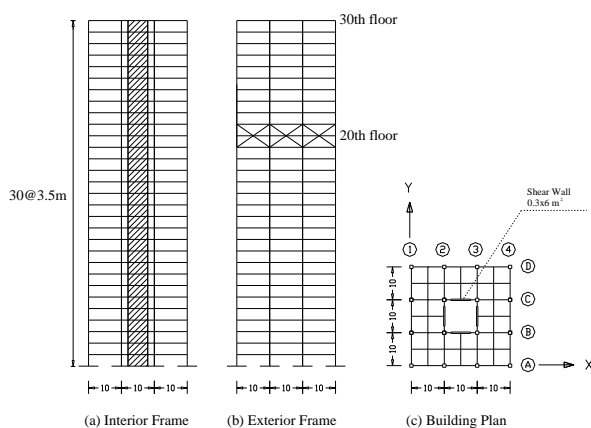 30th floor
20th floor
30@3.5m
Shear Wall
0.3x6 m²
Y
1 2 3 4
D
C
B
A
X
10
10
10
10 10 10
10 10 10
10 10 10
(a) Interior Frame
(b) Exterior Frame
(c) Building Plan